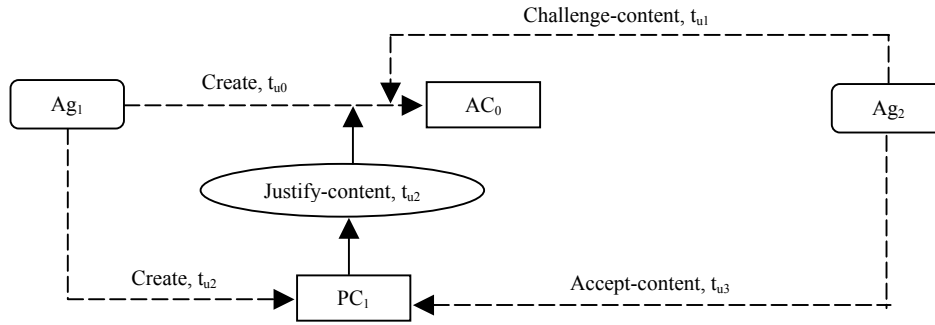 Challenge-content, tu1
Create, tu0
Ag1
AC0
Ag2
Justify-content, tu2
Create, tu2
PC1
Accept-content, tu3